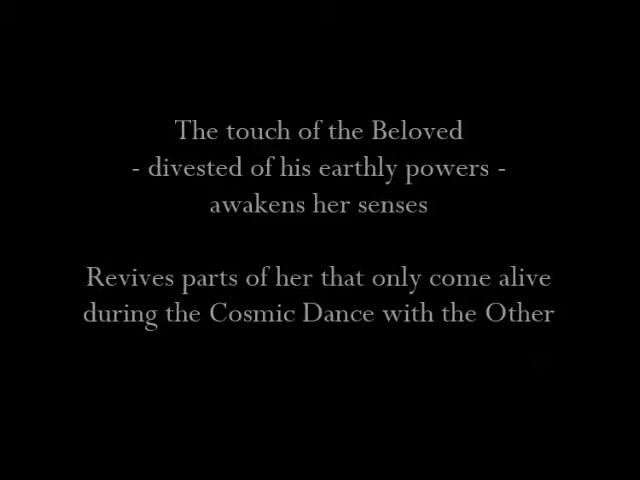 The touch of the Beloved
- divested of his earthly powers -
awakens her senses
Revives parts of her that only come alive
during the Cosmic Dance with the Other